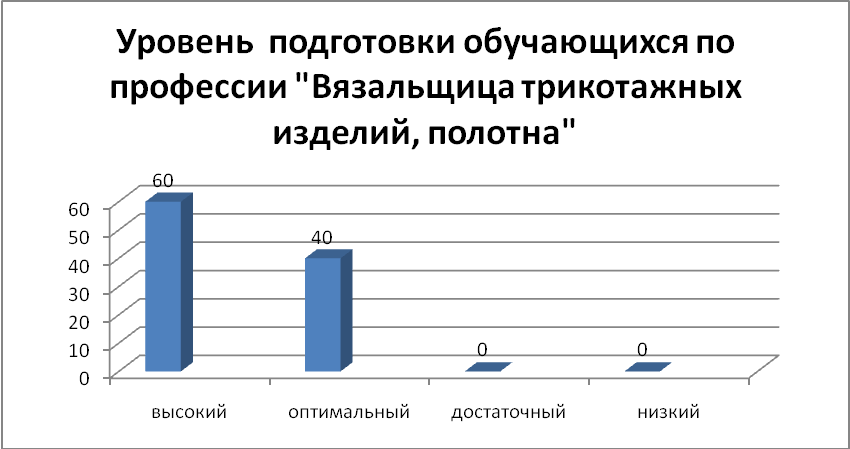 Уровень подготовки обучающихся по
профессии "Вязальщица трикотажных
изделий, полотна"
60
40
0
0
60
50
40
30
20
10
0
высокий
оптимальный
достаточный
низкий